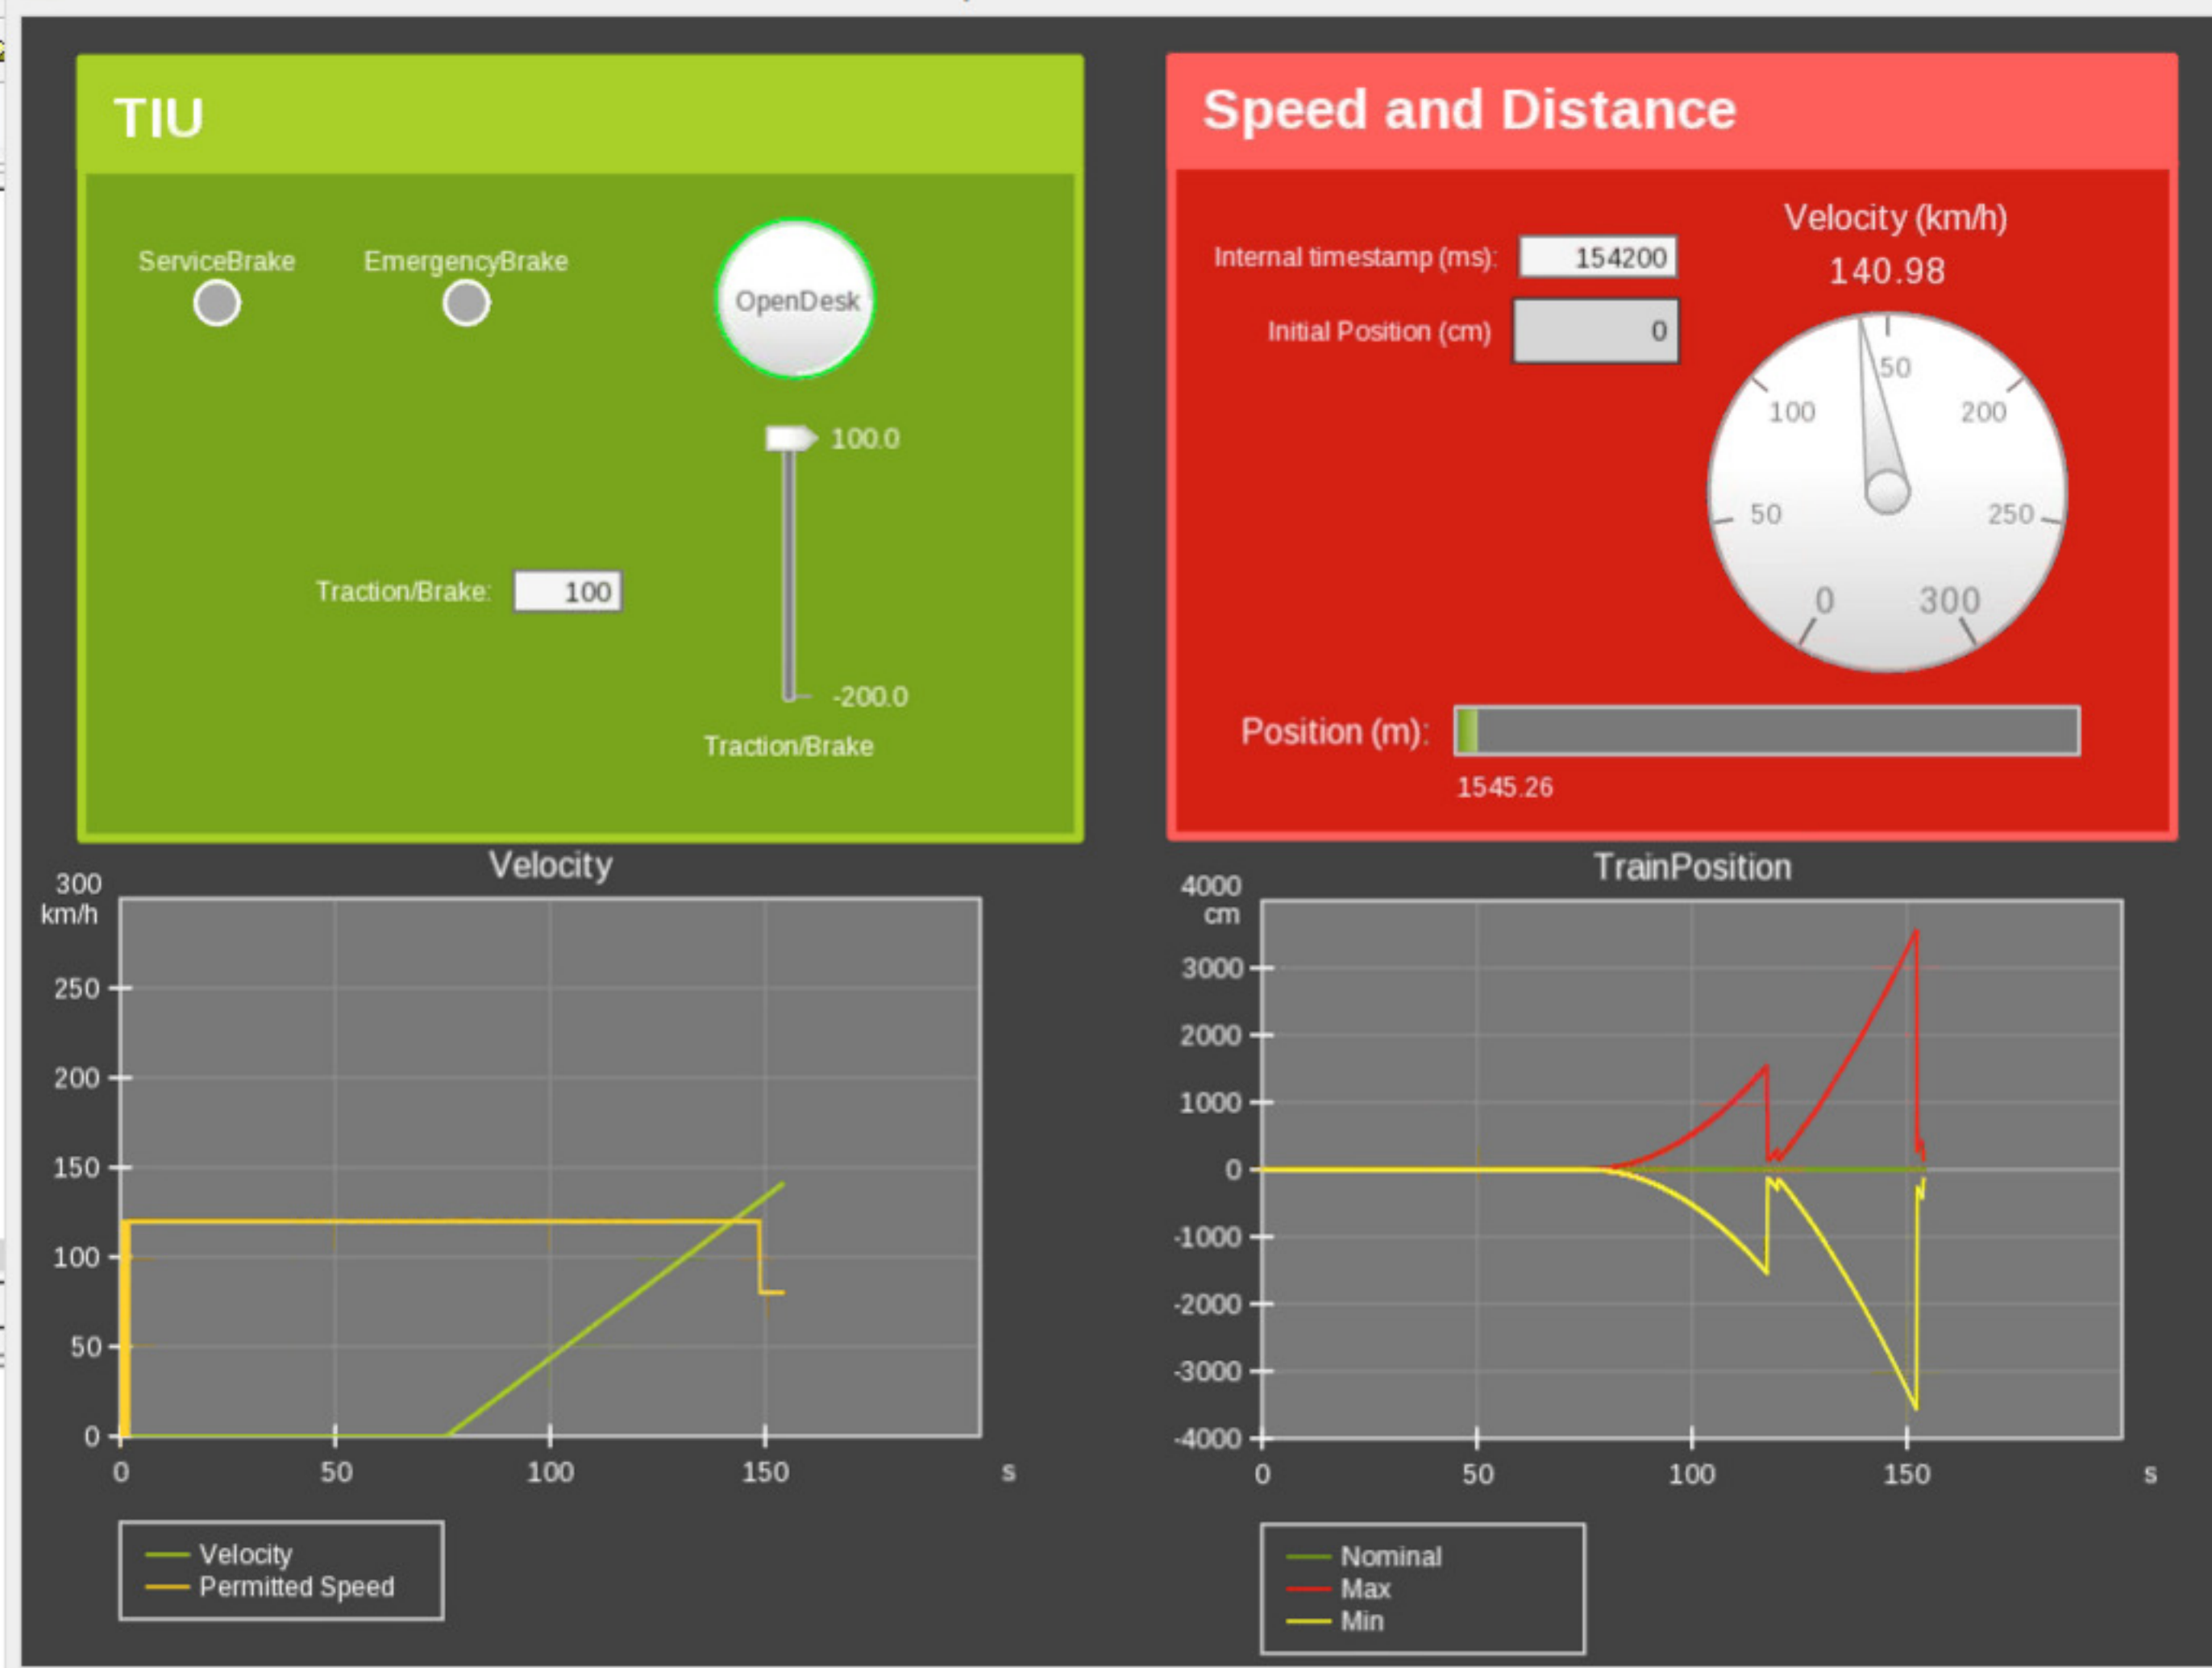 TIU
ServiceBrake
EmergencyBrake
OpenDesk
100.0
Traction/Brake:
100
-200.0
Traction/Brake
Speed and Distance
Velocity (km/h)
Internal timestamp (ms):
154200
140.98
Initial Position (cm)
0
50
100
200
50
250
0
300
Position (m):
1545.26
Velocity
300
km/h
250
200
150
100
50
0
0
50
100
150
s
Velocity
Permitted Speed
TrainPosition
4000
cm
3000
2000
1000
0
-1000
-2000
-3000
-4000
0
50
100
150
s
Nominal
Max
Min